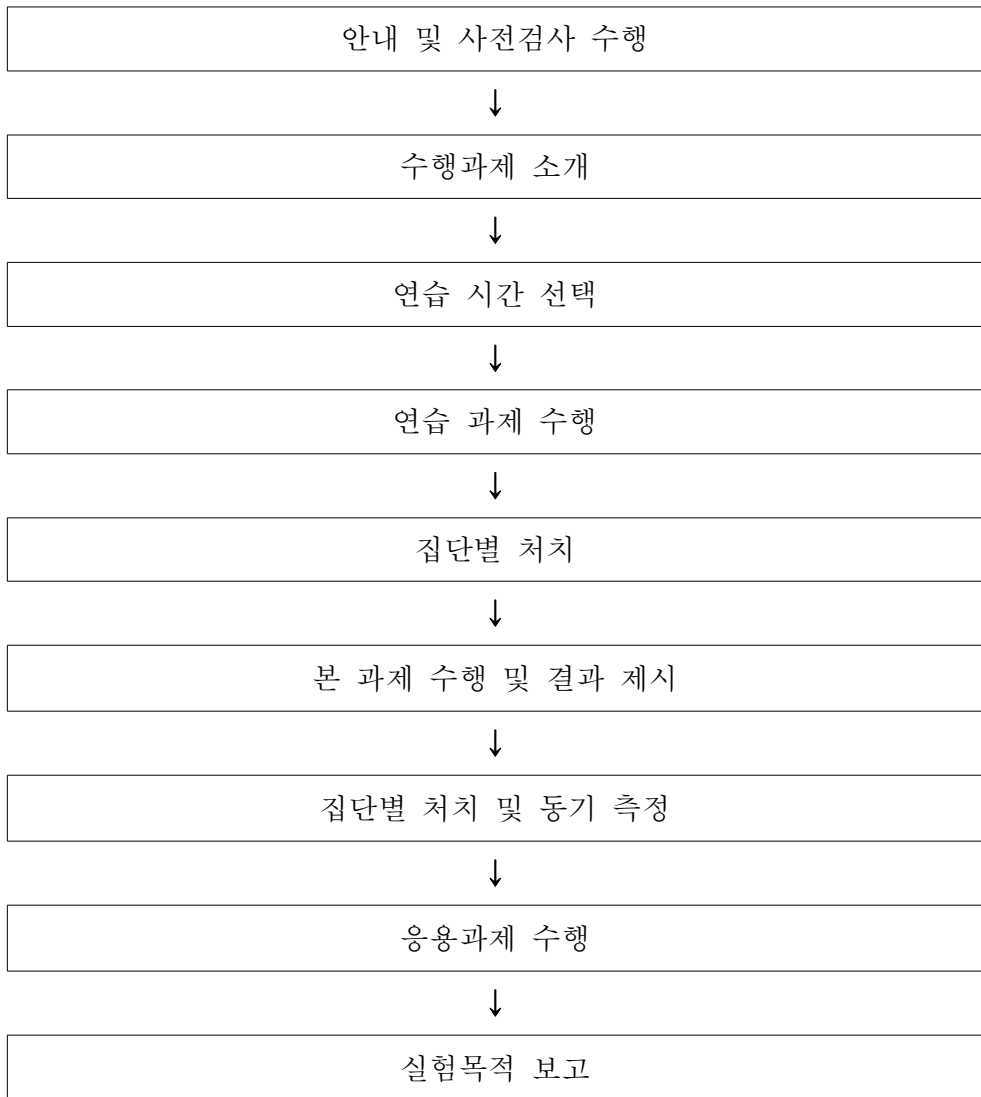 안내 및 사전검사 수행
↓
수행과제 소개
↓
연습 시간 선택
↓
연습 과제 수행
↓
집단별 처치
↓
본 과제 수행 및 결과 제시
↓
집단별 처치 및 동기 측정
↓
응용과제 수행
↓
실험목적 보고